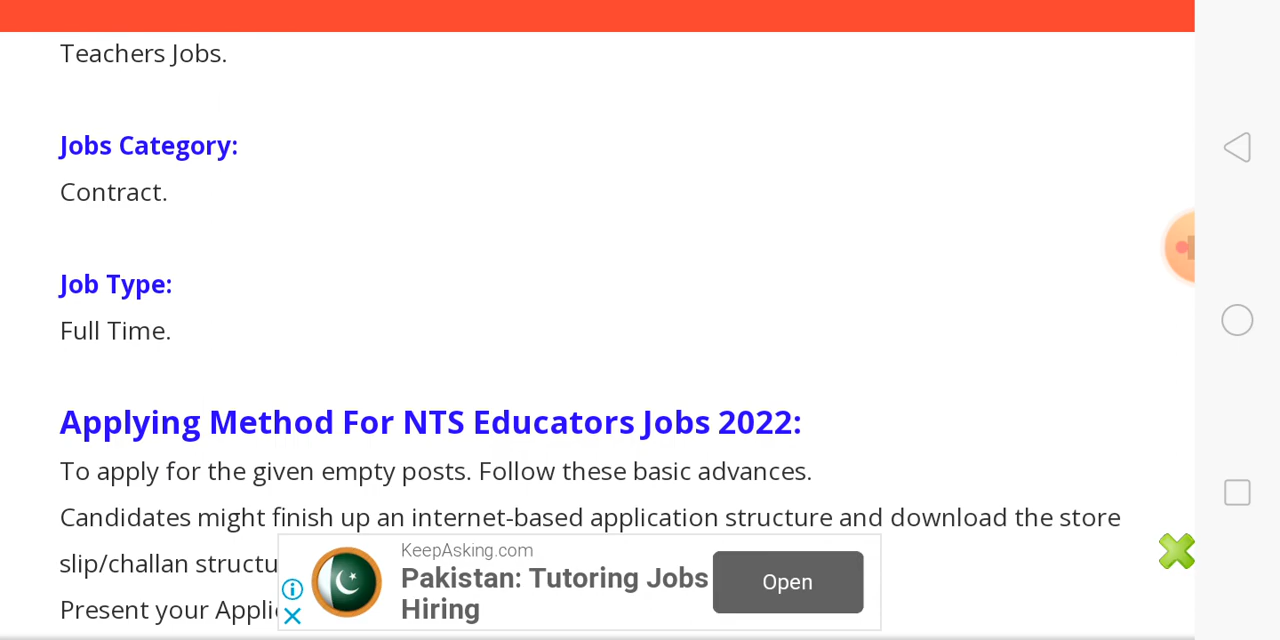 Teachers Jobs.
Jobs Category:
Contract.
Job Type:
Full Time.
Applying Method For NTS Educators Jobs 2022:
To apply for the given empty posts. Follow these basic advances.
Candidates might finish up an internet-based application structure and download the store
slip/challan
Present your
KeepAsking.com
Pakistan: Tutoring Jobs
Hiring
Open